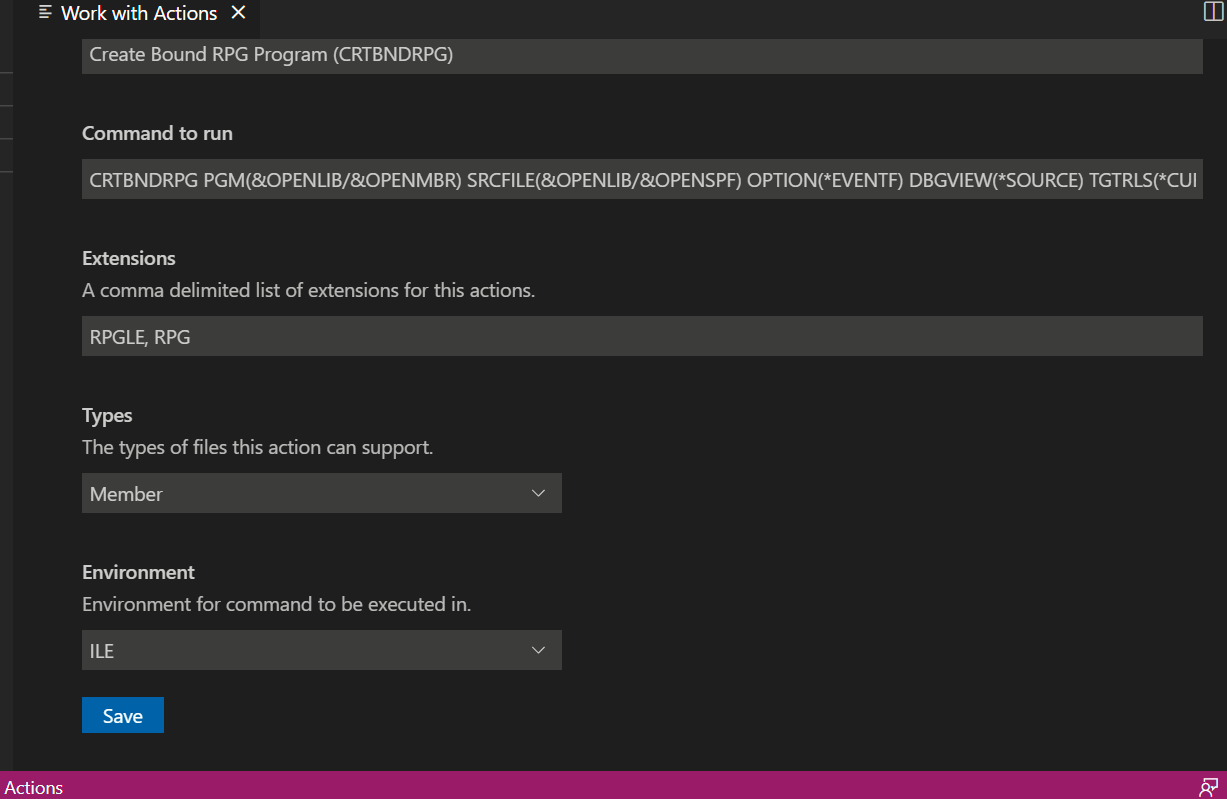 Work with Actions
Create Bound RPG Program (CRTBNDRPG)
Command to run
CRTBNDRPG PGM(&OPENLIB/&OPENMBR) SRCFILE(&OPENLIB/&OPENSPF) OPTION(*EVENTF) DBGVIEW(*SOURCE) TGTRLS(*CUI
Extensions
A comma delimited list of extensions for this actions.
RPGLE, RPG
Types
The types of files this action can support.
Member
Environment
Environment for command to be executed in.
ILE
Save
Actions